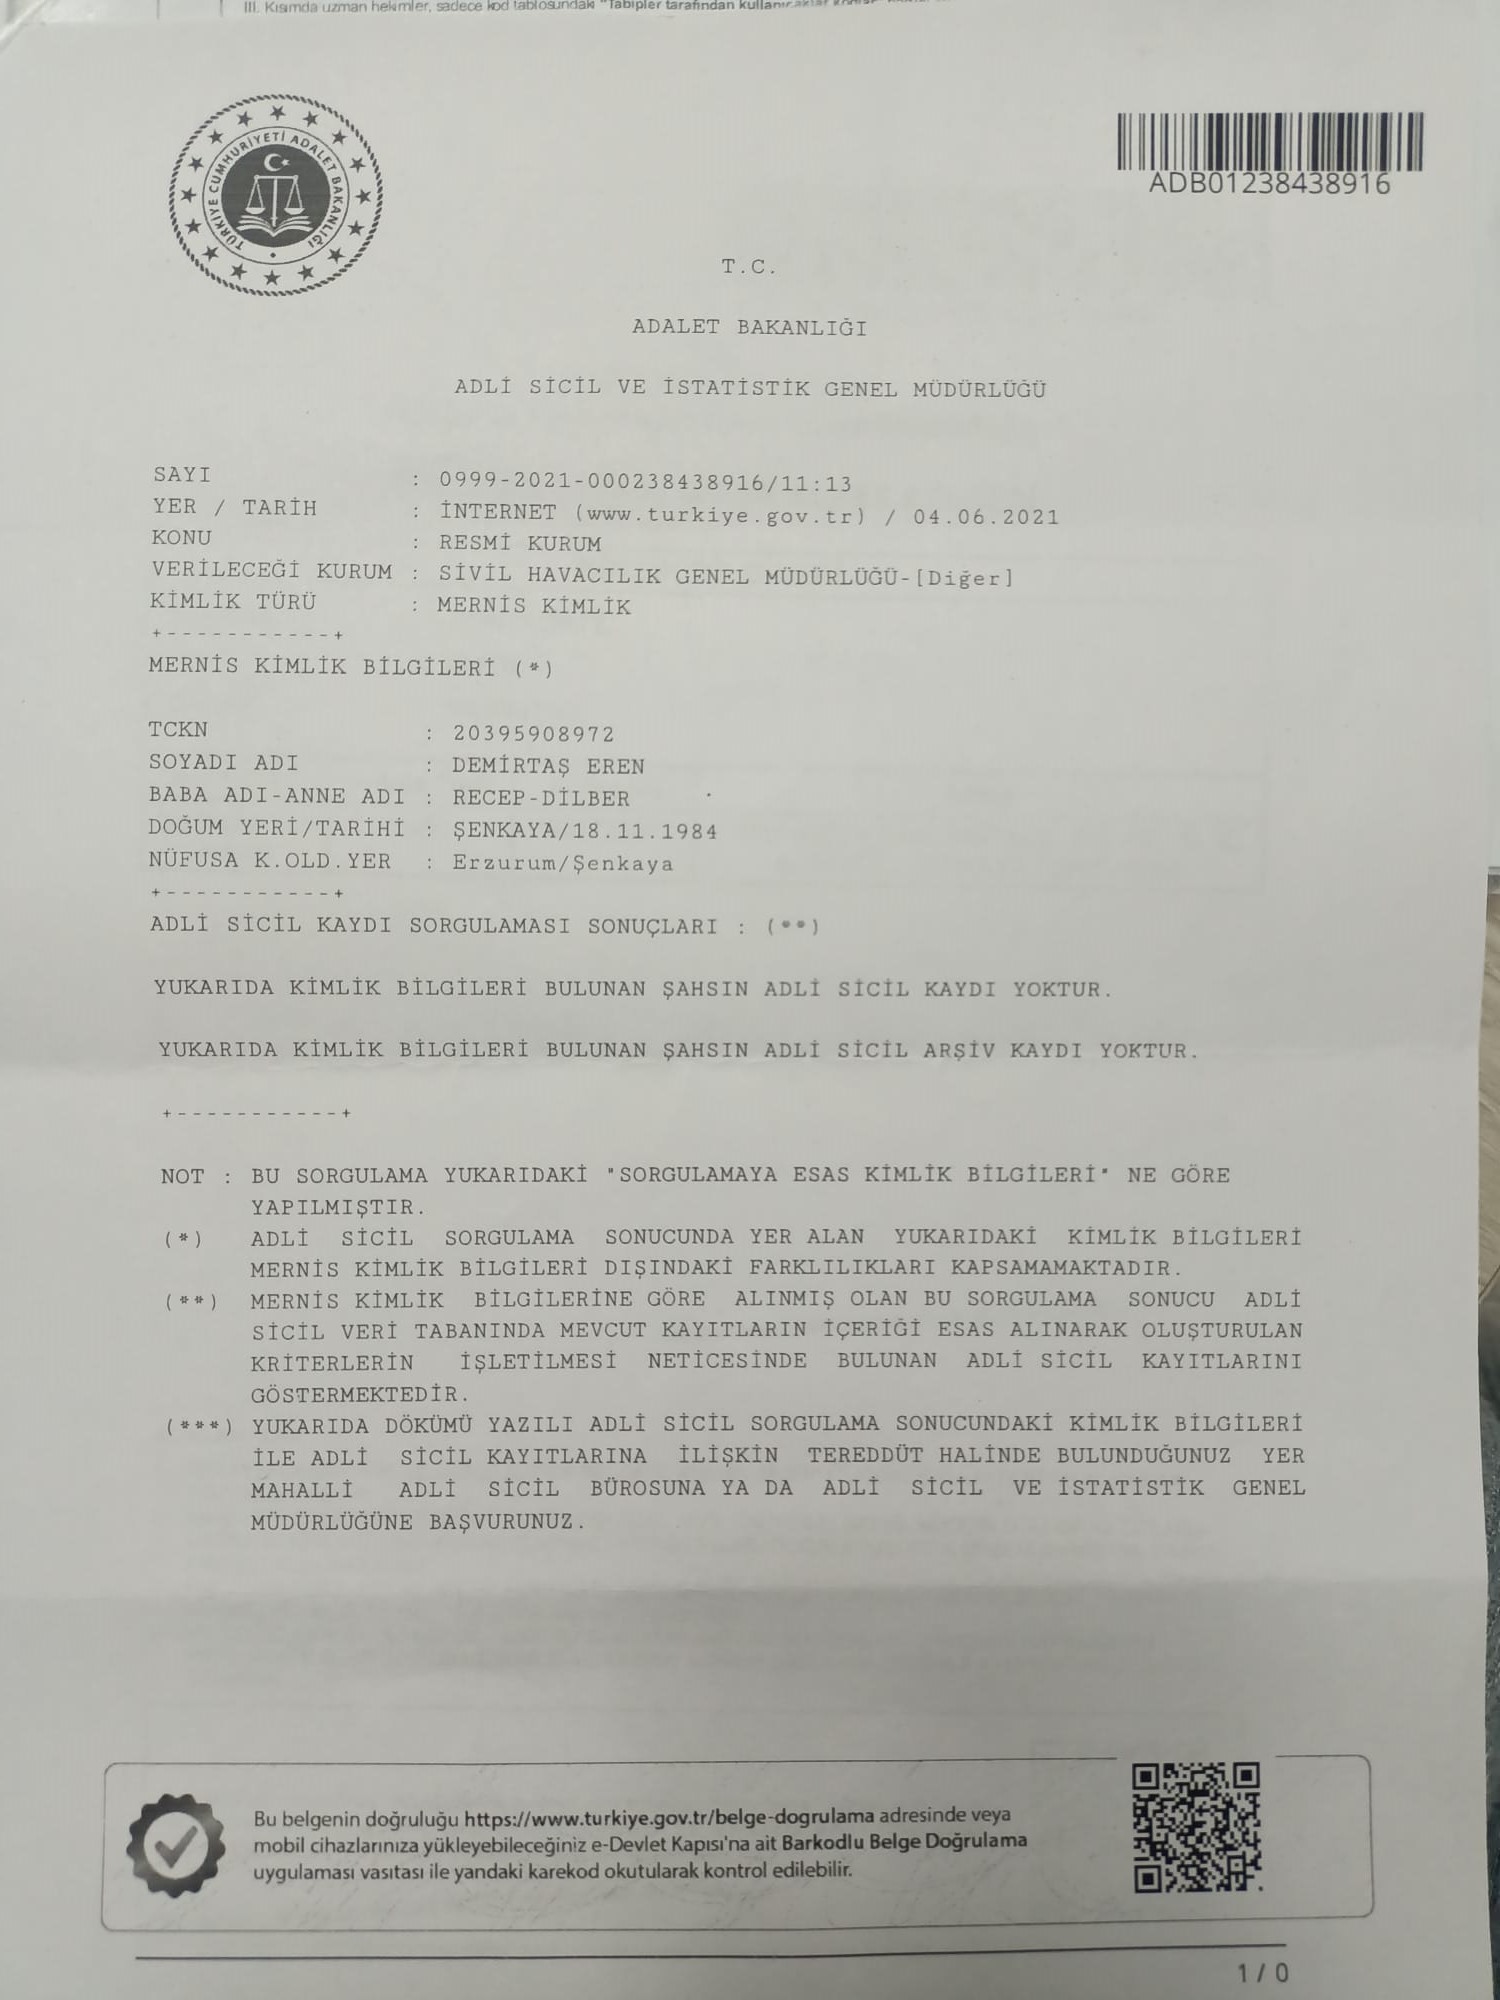 III. Kısımda uzman hekimler, sadece kod tablosundaki "Tabipler tarafından
TÜRKİYE CUMHURİYETİ ADALET BAKANLIĞI
ADB01238438916
T.C.
ADALET BAKANLIĞI
ADLİ SİCİL VE İSTATİSTİK GENEL MÜDÜRLÜĞÜ
SAYI : 0999-2021-000238438916/11:13
YER / TARİH : İNTERNET (www.turkiye.gov.tr) / 04.06.2021
KONU : RESMİ KURUM
VERİLECEĞİ KURUM : SİVİL HAVACILIK GENEL MÜDÜRLÜĞÜ-[Diğer]
KİMLİK TÜRÜ : MERNİS KİMLİK
+-----------+
MERNİS KİMLİK BİLGİLERİ (*)
TCKN : 20395908972
SOYADI ADI : DEMİRTAŞ EREN
BABA ADI-ANNE ADI : RECEP-DİLBER
DOĞUM YERİ/TARİHİ : ŞENKAYA/18.11.1984
NÜFUSA K.OLD.YER : Erzurum/Şenkaya
+-----------+
ADLİ SİCİL KAYDI SORGULAMASI SONUÇLARI : (**)
YUKARIDA KİMLİK BİLGİLERİ BULUNAN ŞAHSIN ADLİ SİCİL KAYDI YOKTUR.
YUKARIDA KİMLİK BİLGİLERİ BULUNAN ŞAHSIN ADLİ SİCİL ARŞİV KAYDI YOKTUR.
+-----------+
NOT : BU SORGULAMA YUKARIDAKİ "SORGULAMAYA ESAS KİMLİK BİLGİLERİ" NE GÖRE
YAPILMIŞTIR.
(*) ADLİ SİCİL SORGULAMA SONUCUNDA YER ALAN YUKARIDAKİ KİMLİK BİLGİLERİ
MERNİS KİMLİK BİLGİLERİ DIŞINDAKİ FARKLILIKLARI KAPSAMAMAKTADIR.
(**) MERNİS KİMLİK BİLGİLERİNE GÖRE ALINMIŞ OLAN BU SORGULAMA SONUCU ADLİ
SİCİL VERİ TABANINDA MEVCUT KAYITLARIN İÇERİĞİ ESAS ALINARAK OLUŞTURULAN
KRİTERLERİN İŞLETİLMESİ NETİCESİNDE BULUNAN ADLİ SİCİL KAYITLARINI
GÖSTERMEKTEDİR.
(***) YUKARIDA DÖKÜMÜ YAZILI ADLİ SİCİL SORGULAMA SONUCUNDAKİ KİMLİK BİLGİLERİ
İLE ADLİ SİCİL KAYITLARINA İLİŞKİN TEREDDÜT HALİNDE BULUNDUĞUNUZ YER
MAHALLİ ADLİ SİCİL BÜROSUNA YA DA ADLİ SİCİL VE İSTATİSTİK GENEL
MÜDÜRLÜĞÜNE BAŞVURUNUZ.
Bu belgenin doğruluğu https://www.turkiye.gov.tr/belge-dogrulama adresinde veya
mobil cihazlarınıza yükleyebileceğiniz e-Devlet Kapısı'na ait Barkodlu Belge Doğrulama
uygulaması vasıtası ile yandaki karekod okutularak kontrol edilebilir.
1 / 0